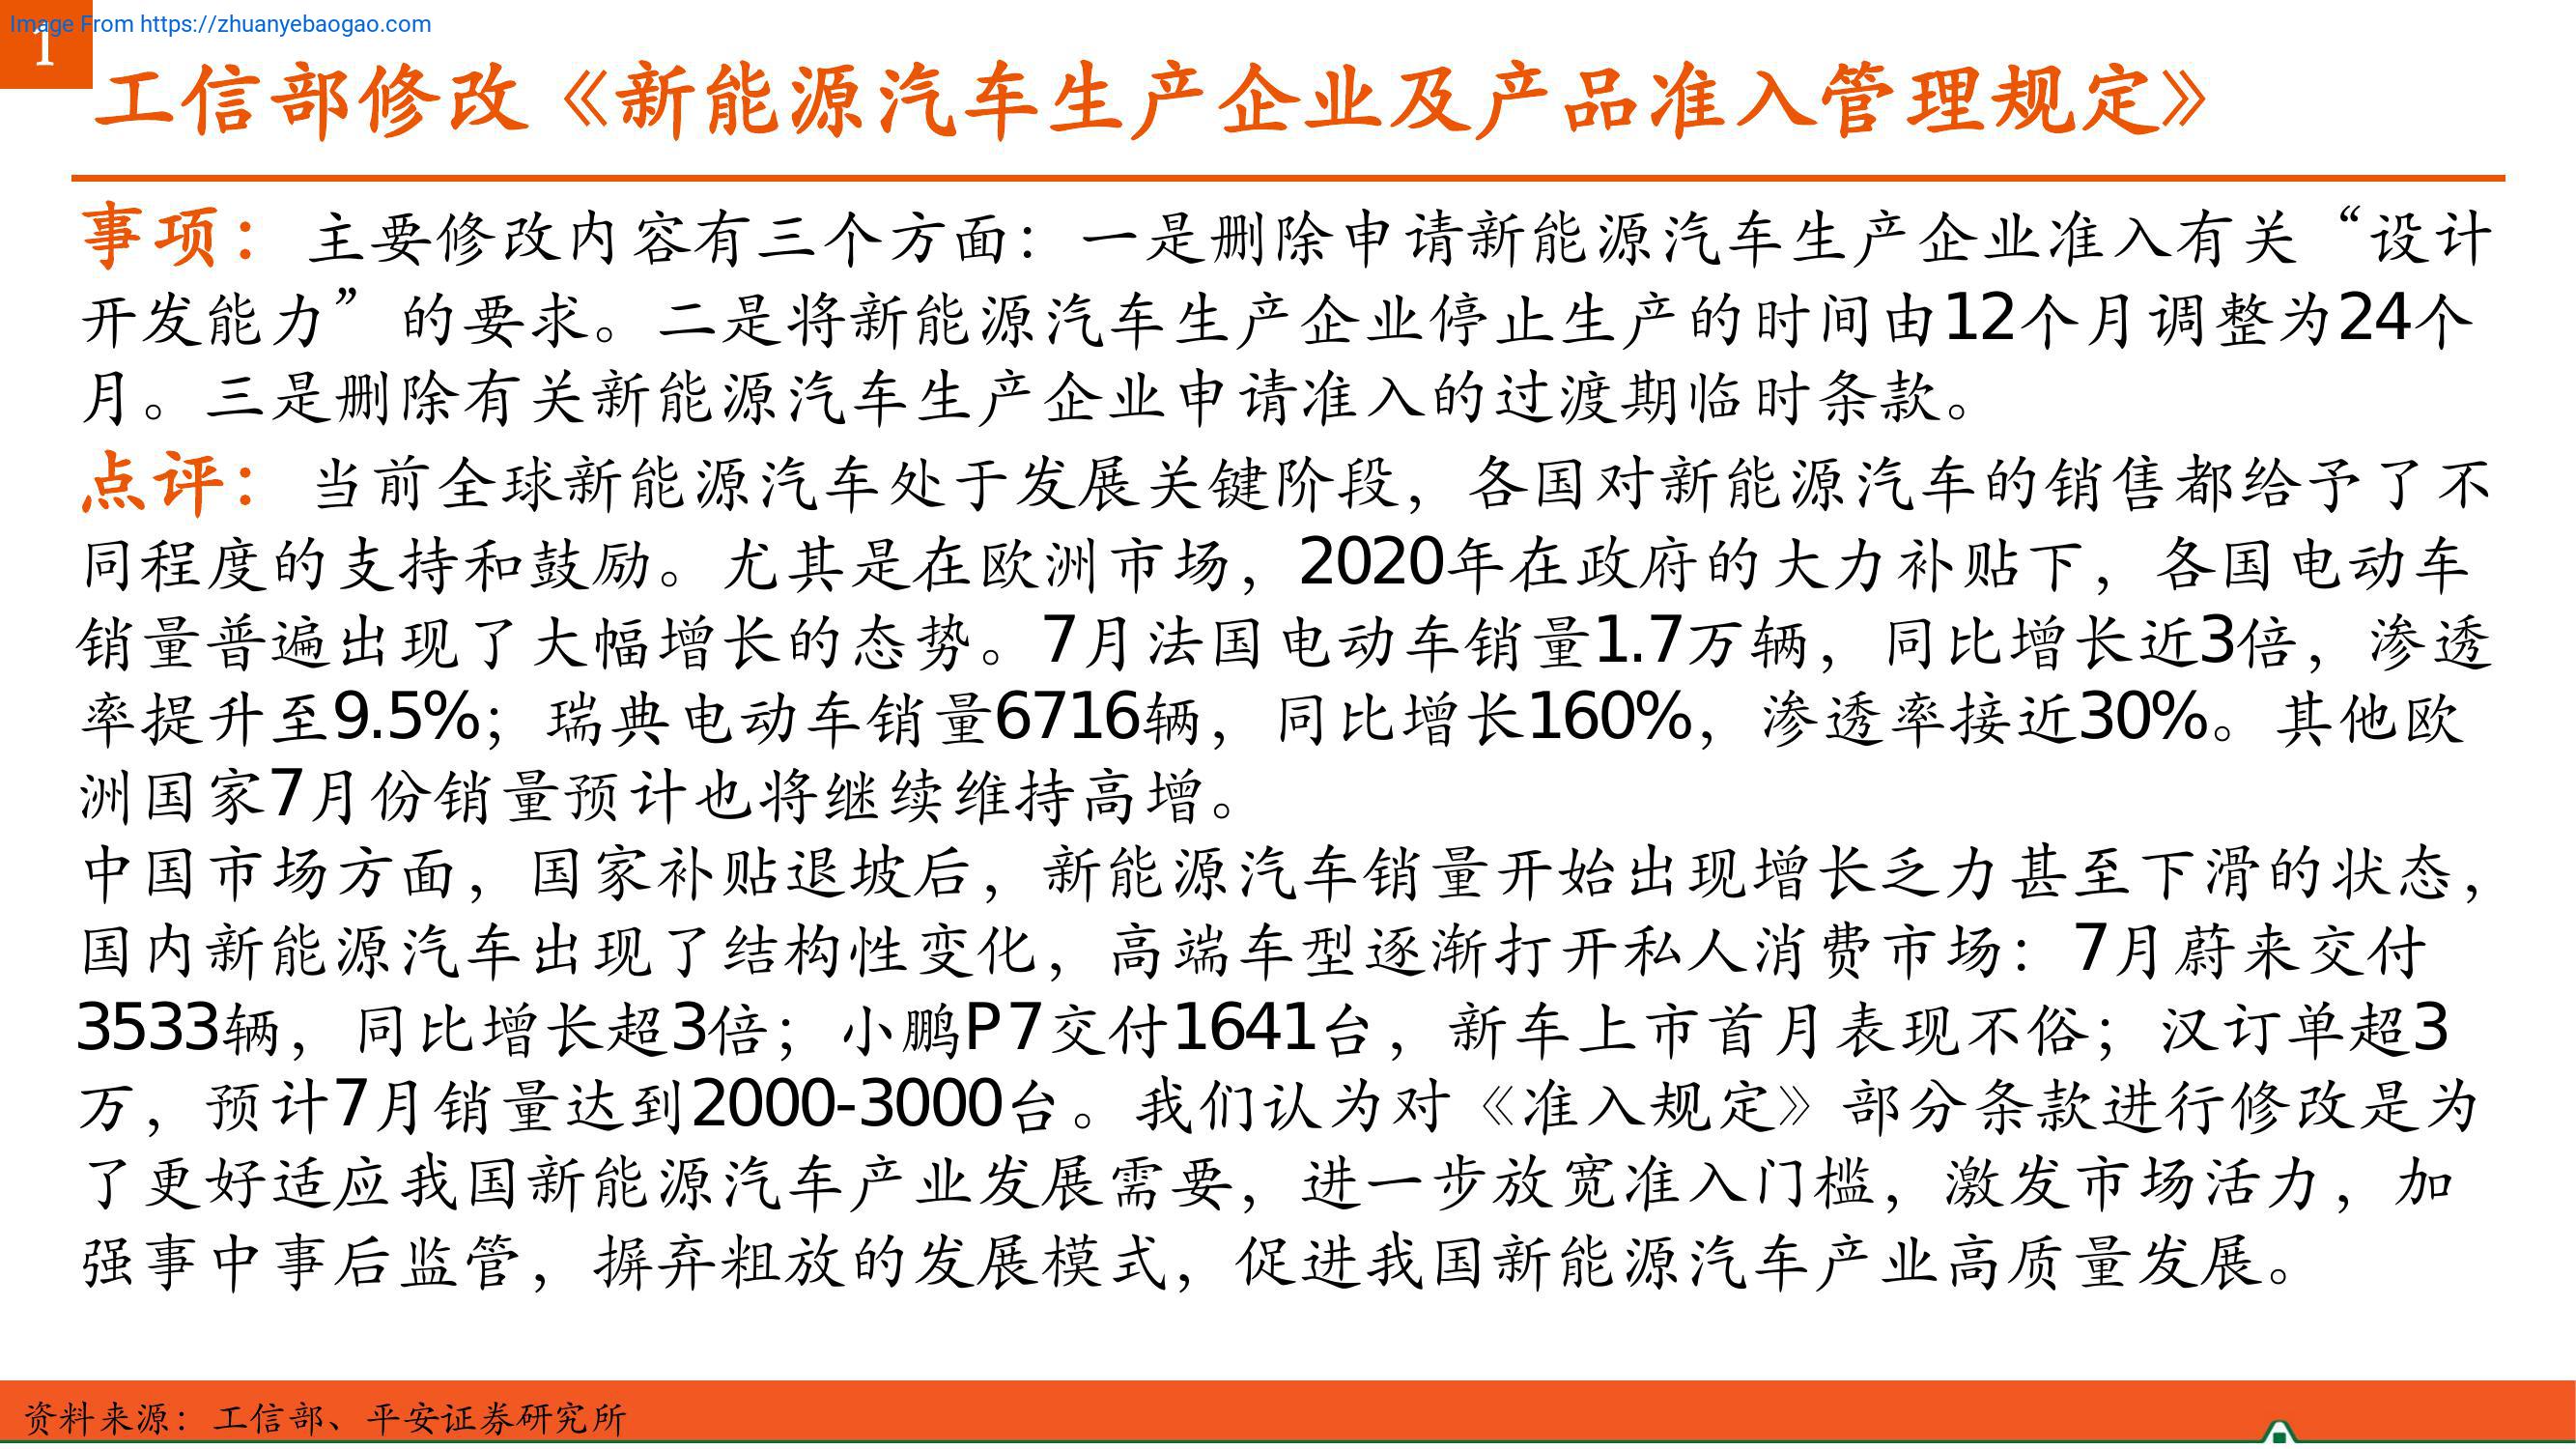 Image From https://zhuanyebaogao.com
1
工信部修改《新能源汽车生产企业及产品准入管理规定》
事项：主要修改内容有三个方面：一是删除申请新能源汽车生产企业准入有关“设计
开发能力”的要求。二是将新能源汽车生产企业停止生产的时间由12个月调整为24个
月。三是删除有关新能源汽车生产企业申请准入的过渡期临时条款。
点评：当前全球新能源汽车处于发展关键阶段，各国对新能源汽车的销售都给予了不
同程度的支持和鼓励。尤其是在欧洲市场，2020年在政府的大力补贴下，各国电动车
销量普遍出现了大幅增长的态势。7月法国电动车销量1.7万辆，同比增长近3倍，渗透
率提升至9.5%；瑞典电动车销量6716辆，同比增长160%，渗透率接近30%。其他欧
洲国家7月份销量预计也将继续维持高增。
中国市场方面，国家补贴退坡后，新能源汽车销量开始出现增长乏力甚至下滑的状态，
国内新能源汽车出现了结构性变化，高端车型逐渐打开私人消费市场：7月蔚来交付
3533辆，同比增长超3倍；小鹏P7交付1641台，新车上市首月表现不俗；汉订单超3
万，预计7月销量达到2000-3000台。我们认为对《准入规定》部分条款进行修改是为
了更好适应我国新能源汽车产业发展需要，进一步放宽准入门槛，激发市场活力，加
强事中事后监管，摒弃粗放的发展模式，促进我国新能源汽车产业高质量发展。
资料来源：工信部、平安证券研究所